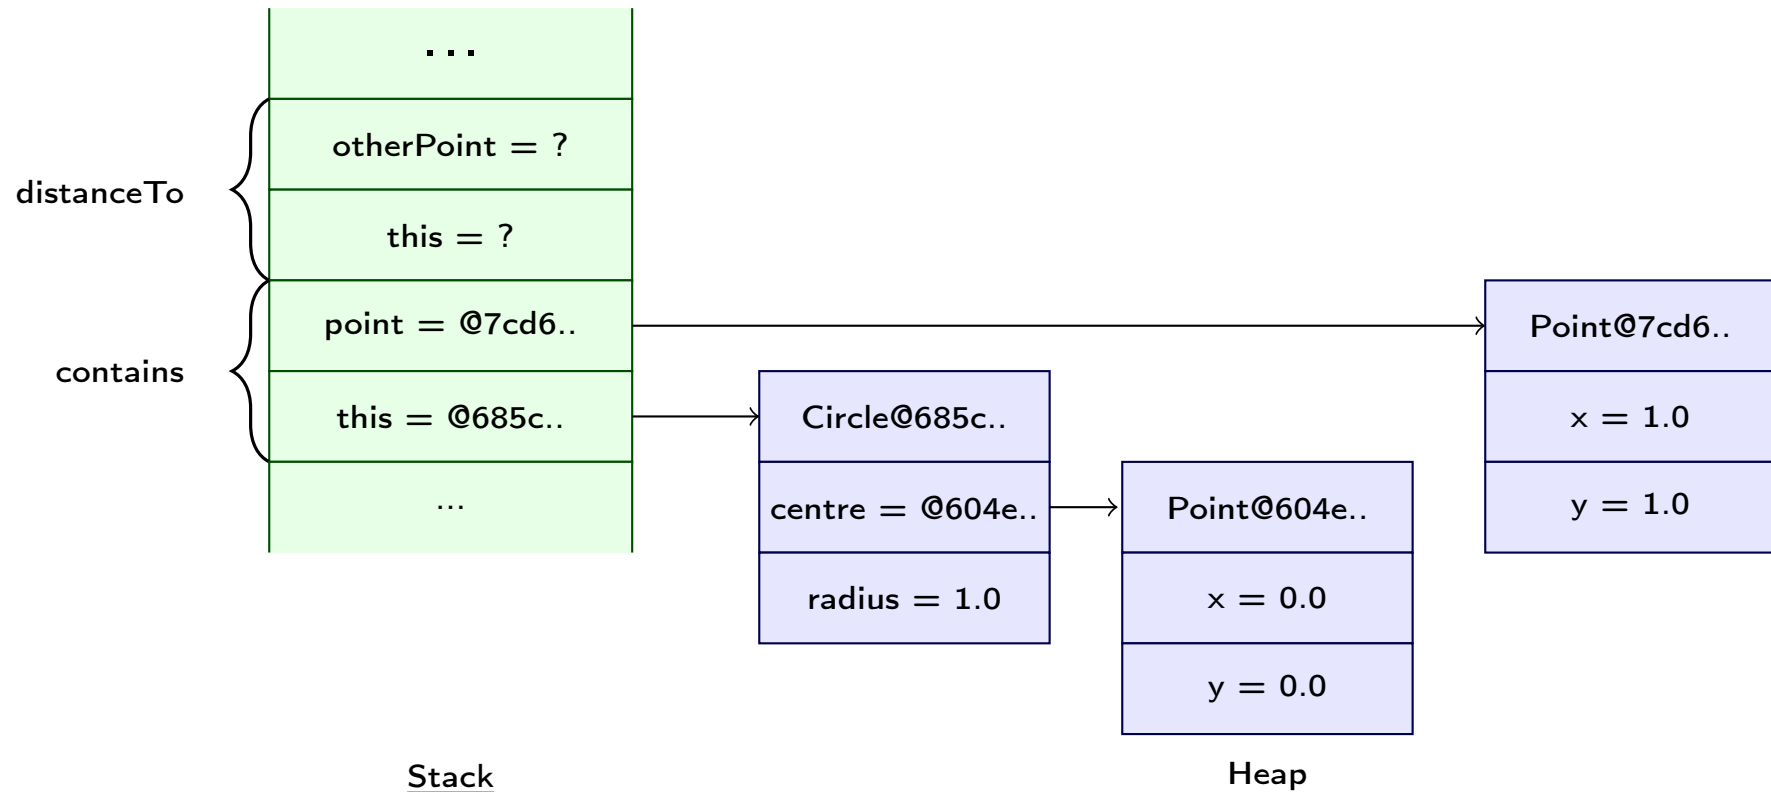 ...
otherPoint = ?
distanceTo
this = ?
point = @7cd6..
Point@7cd6..
contains
this = @685c..
Circle@685c..
x = 1.0
...
centre = @604e..
Point@604e..
y = 1.0
radius = 1.0
x = 0.0
y = 0.0
Stack
Heap